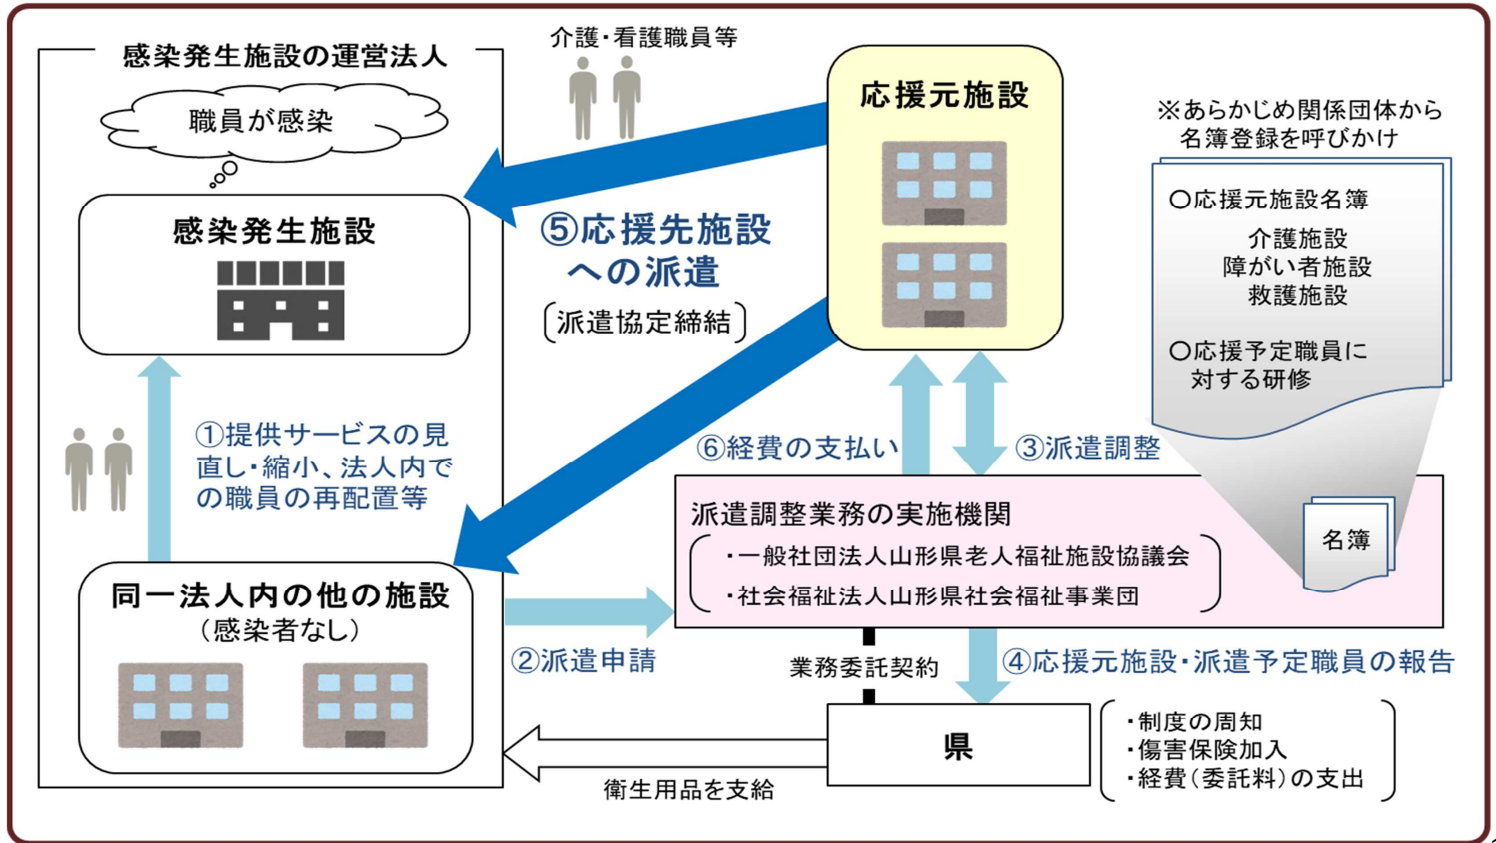 感染発生施設の運営法人
職員が感染
感染発生施設
①提供サービスの見
直し・縮小、法人内で
の職員の再配置等
同一法人内の他の施設
（感染者なし）
介護・看護職員等
⑤応援先施設
への派遣
〔派遣協定締結〕
応援元施設
※あらかじめ関係団体から
名簿登録を呼びかけ
〇応援元施設名簿
介護施設
障がい者施設
救護施設
〇応援予定職員に
対する研修
⑥経費の支払い
③派遣調整
派遣調整業務の実施機関
・一般社団法人山形県老人福祉施設協議会
・社会福祉法人山形県社会福祉事業団
名簿
②派遣申請
業務委託契約
④応援元施設・派遣予定職員の報告
県
・制度の周知
・傷害保険加入
・経費（委託料）の支出
衛生用品を支給